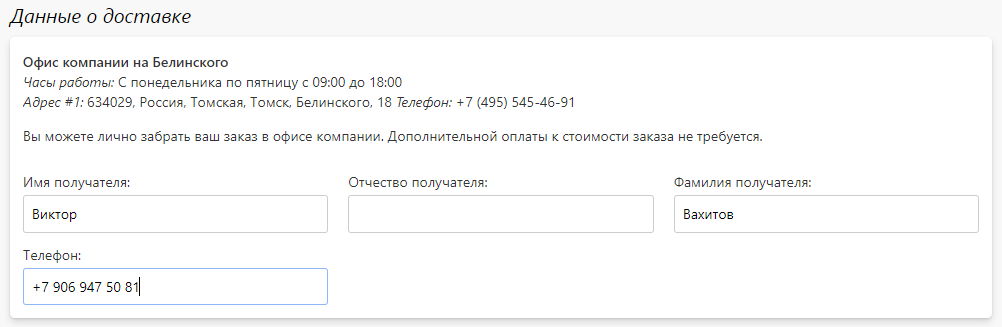 Данные о доставке
Офис компании на Белинского
Часы работы: С понедельника по пятницу с 09:00 до 18:00
Адрес #1: 634029, Россия, Томская, Томск, Белинского, 18 Телефон: +7 (495) 545-46-91
Вы можете лично забрать ваш заказ в офисе компании. Дополнительной оплаты к стоимости заказа не требуется.
Имя получателя: Отчество получателя: Фамилия получателя:
Виктор Вахитов
Телефон:
+7 906 947 50 81